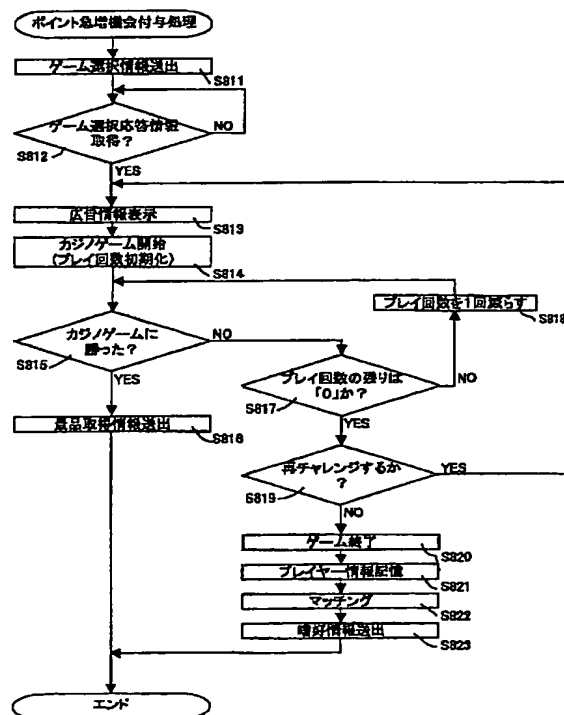 ポイント急増機会付与処理
ゲーム選択情報送出
S811
ゲーム選択応答情報
取得？
NO
S812
YES
広告情報表示
S813
カジノゲーム開始
(プレイ回数初期化)
S814
プレイ回数を1回減らす
S818
カジノゲームに
勝った？
NO
S815
YES
プレイ回数の残りは
「0」か？
NO
S817
YES
景品取得情報送出
S816
再チャレンジするか
？
YES
S819
NO
ゲーム終了
S820
プレイヤー情報記憶
S821
マッチング
S822
嗜好情報送出
S823
エンド